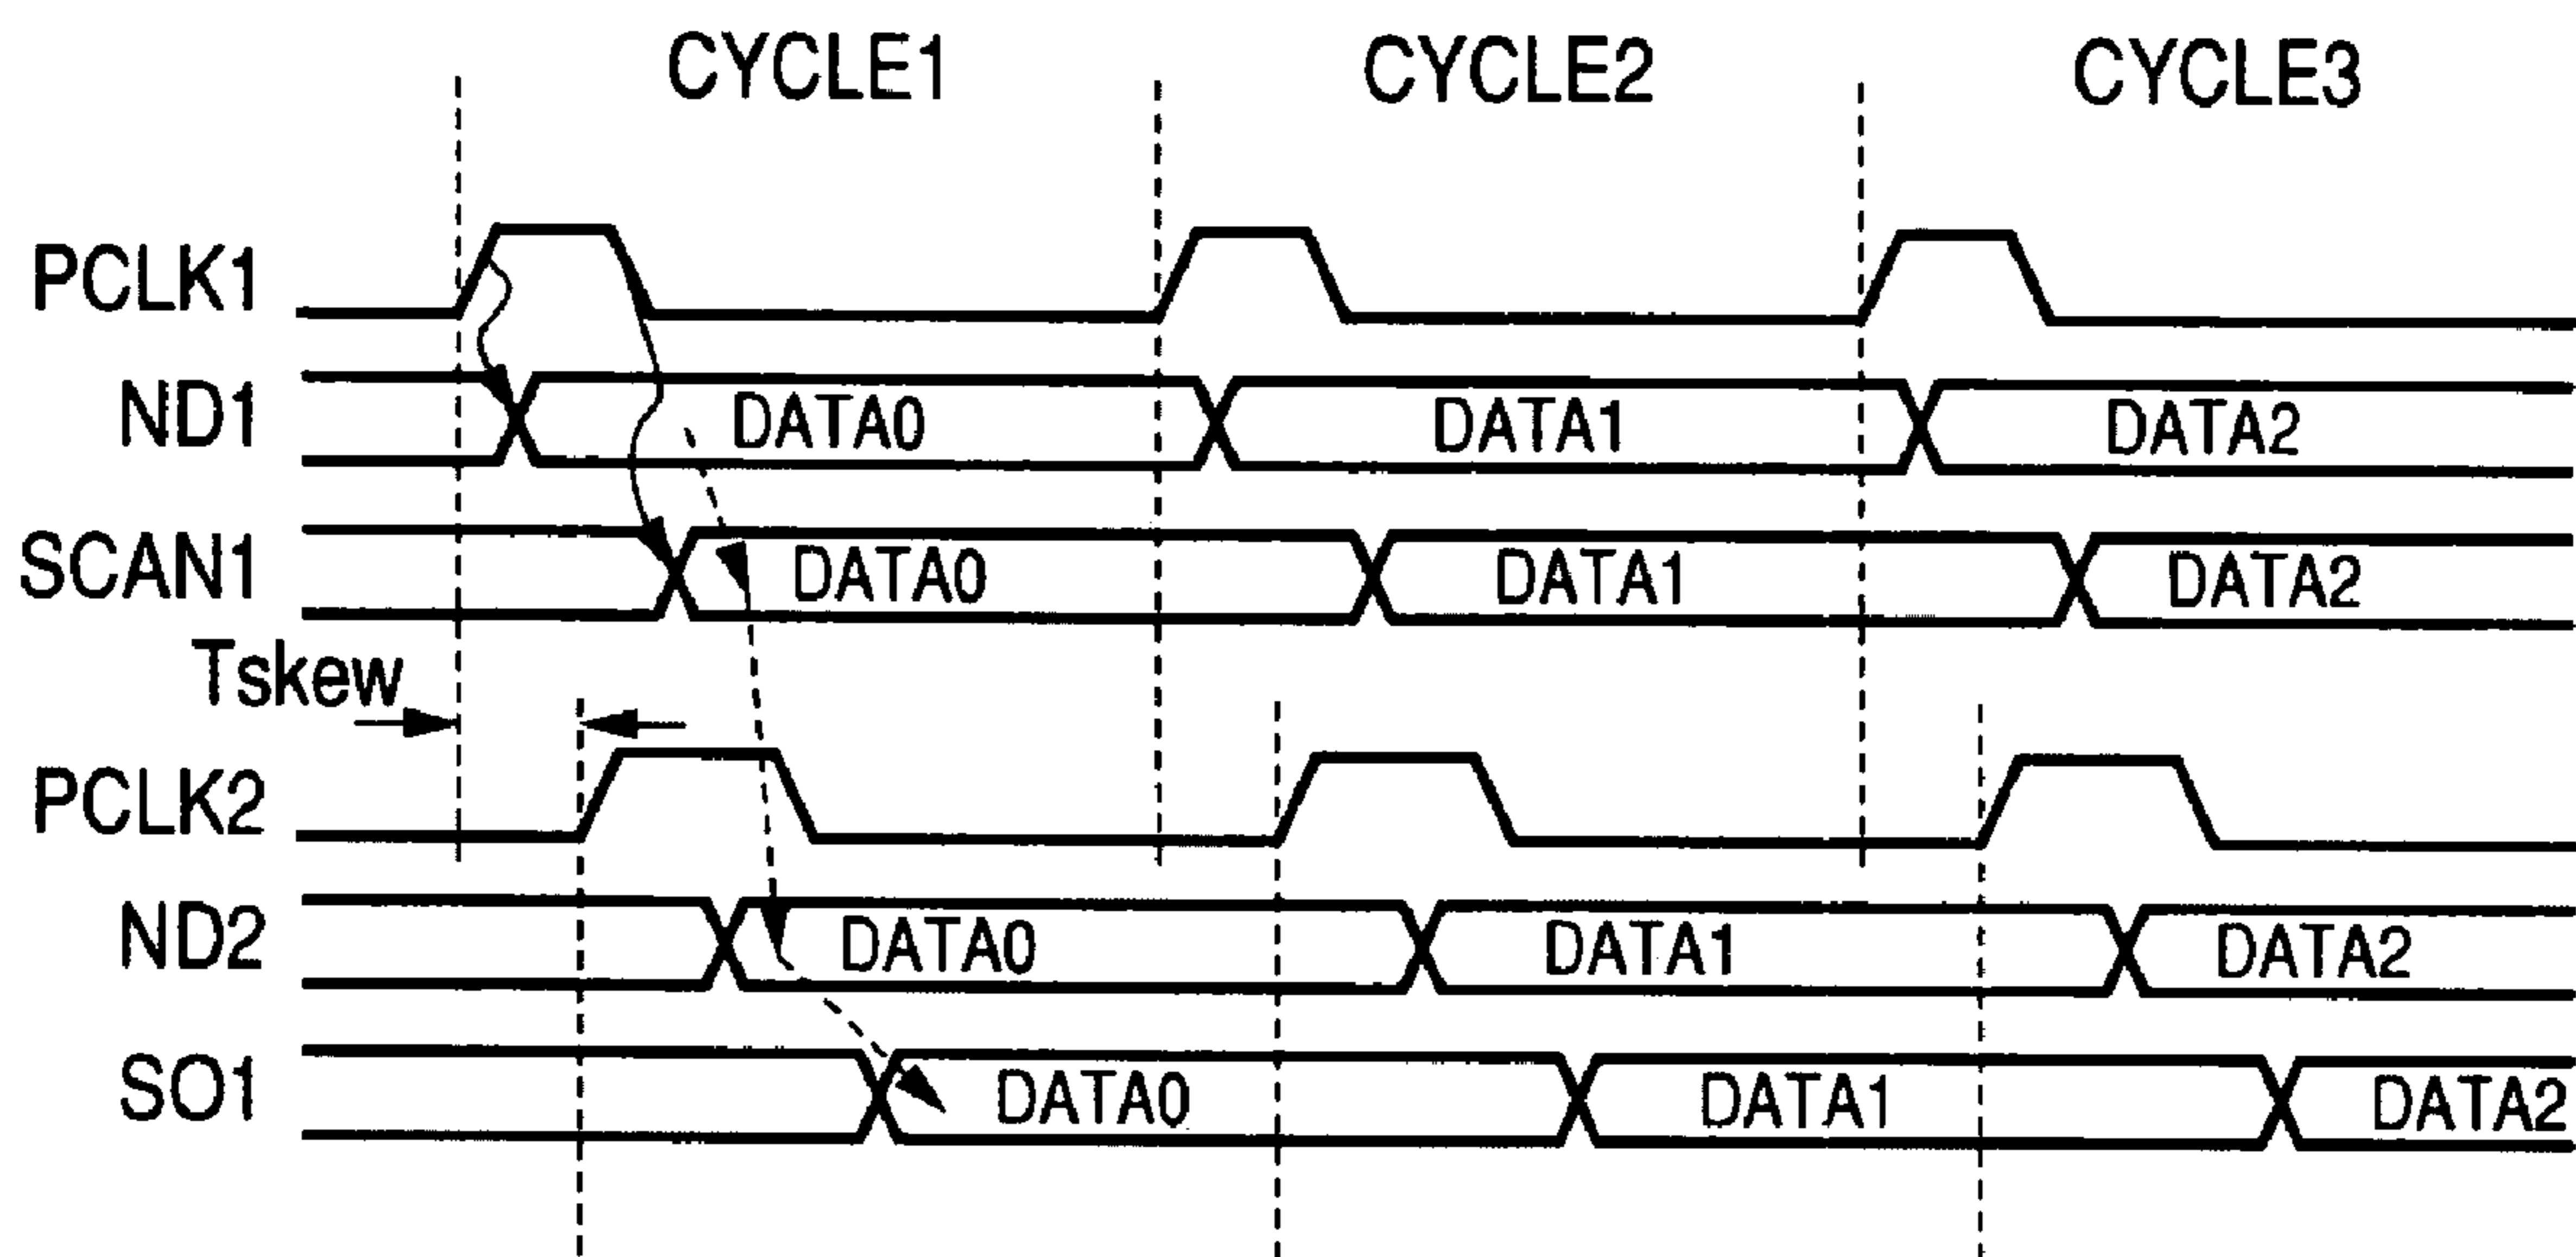 CYCLE1 CYCLE2 CYCLE3
PCLK1
ND1 DATA0 DATA1 DATA2
SCAN1 DATA0 DATA1 DATA2
Tskew
PCLK2
ND2 DATA0 DATA1 DATA2
SO1 DATA0 DATA1 DATA2